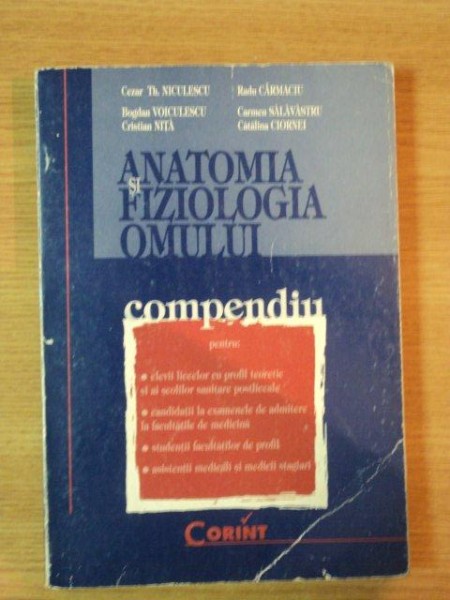 Cezar Th. NICULESCU
Radu CÂRMACIU
Bogdan VOICULESCU
Carmen SĂLĂVĂSTRU
Cristian NIȚĂ
Cătălina CIORNEI
ANATOMIA
ȘI
FIZIOLOGIA
OMULUI
compendiu
pentru:
• elevii liceelor cu profil teoretic
și ai școlilor sanitare postliceale
• candidații la examenele de admitere
la facultățile de medicină
• studenții facultăților de profil
• asistenții medicali și medicii stagiari
CORINT